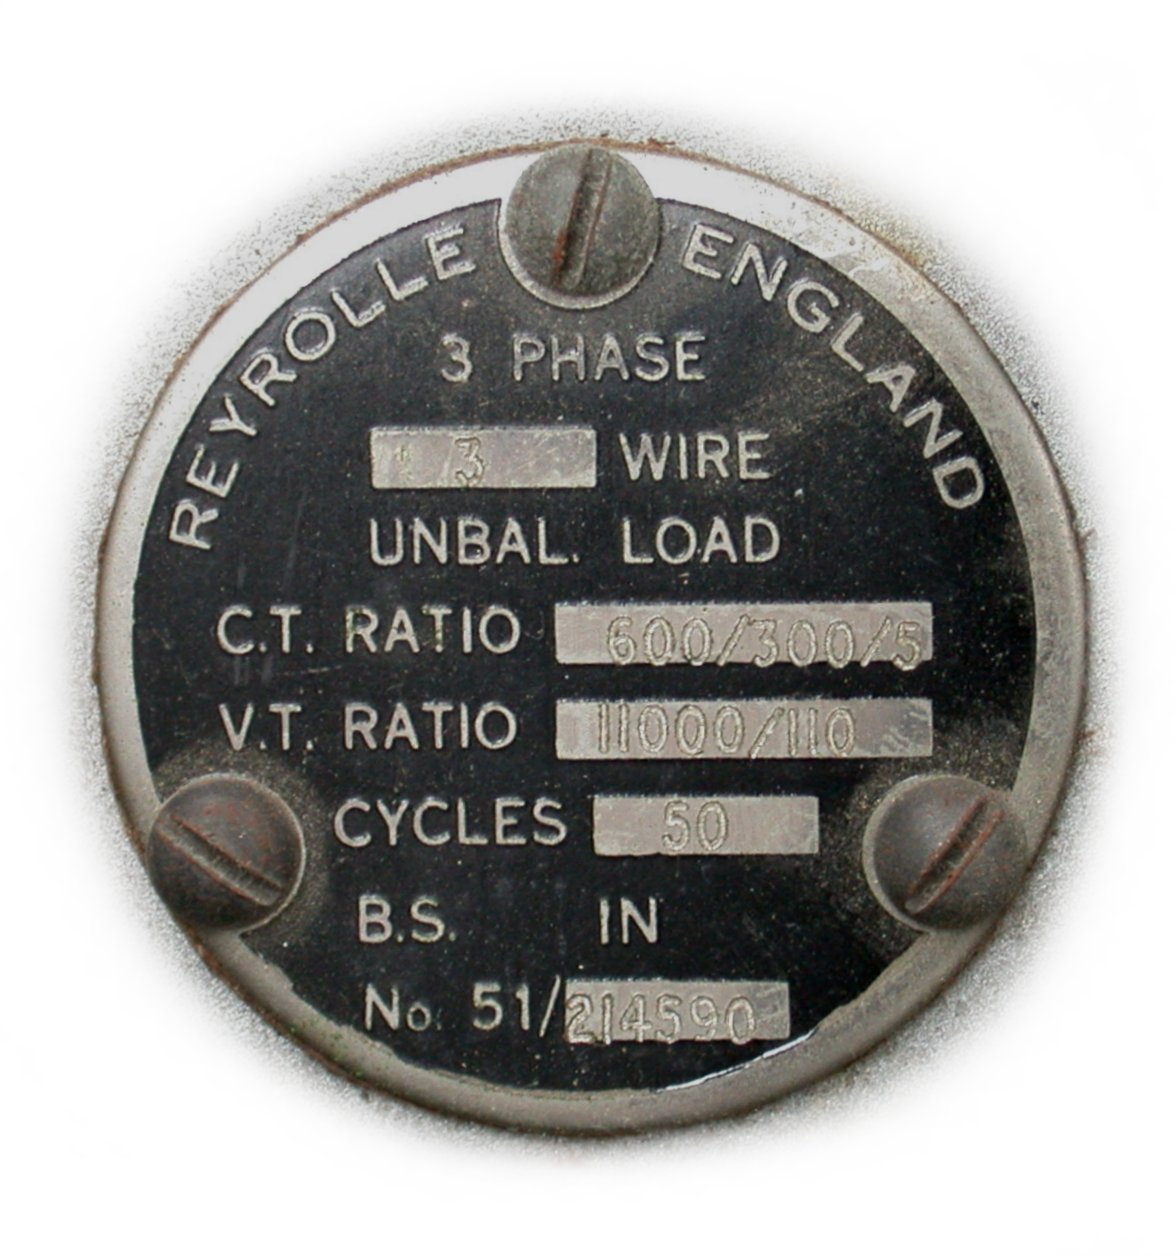 REYROLLE ENGLAND
3 PHASE
3 WIRE
UNBAL. LOAD
C.T. RATIO 600/300/5
V.T. RATIO 11000/110
CYCLES 50
B.S. IN
No. 51/214590